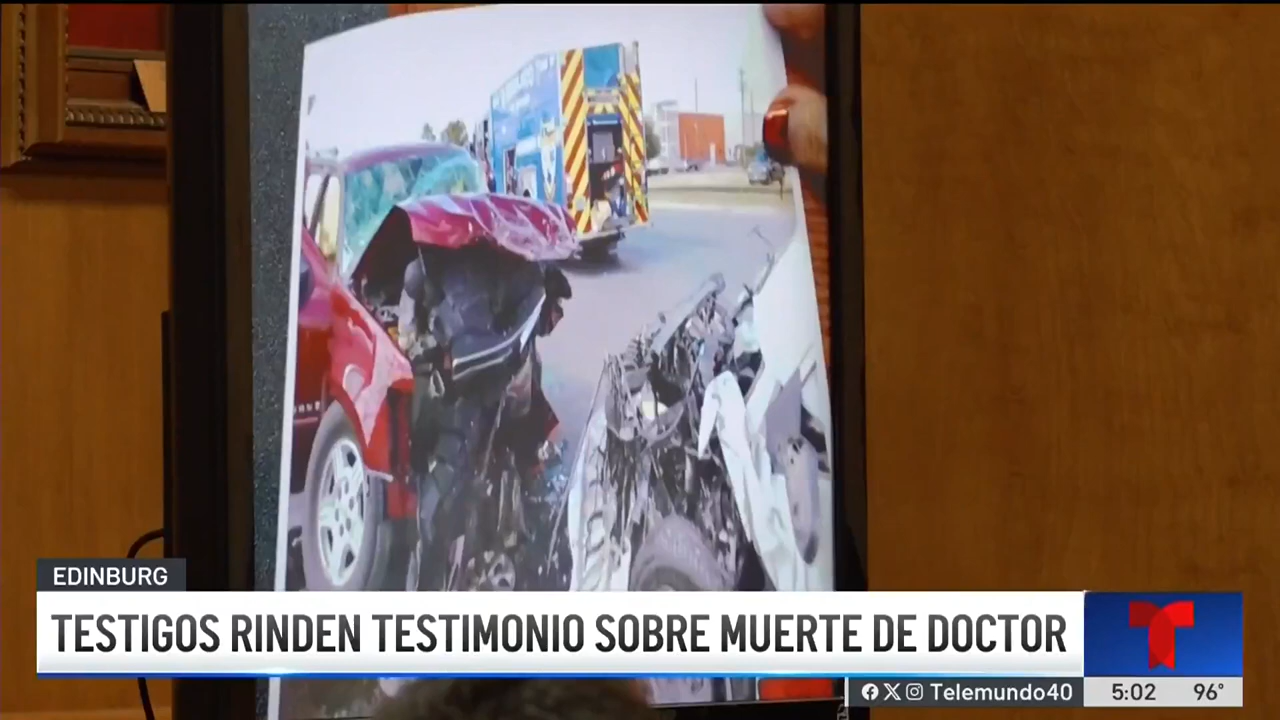 EDINBURG
TESTIGOS RINDEN TESTIMONIO SOBRE MUERTE DE DOCTOR
Telemundo40
5:02 96°